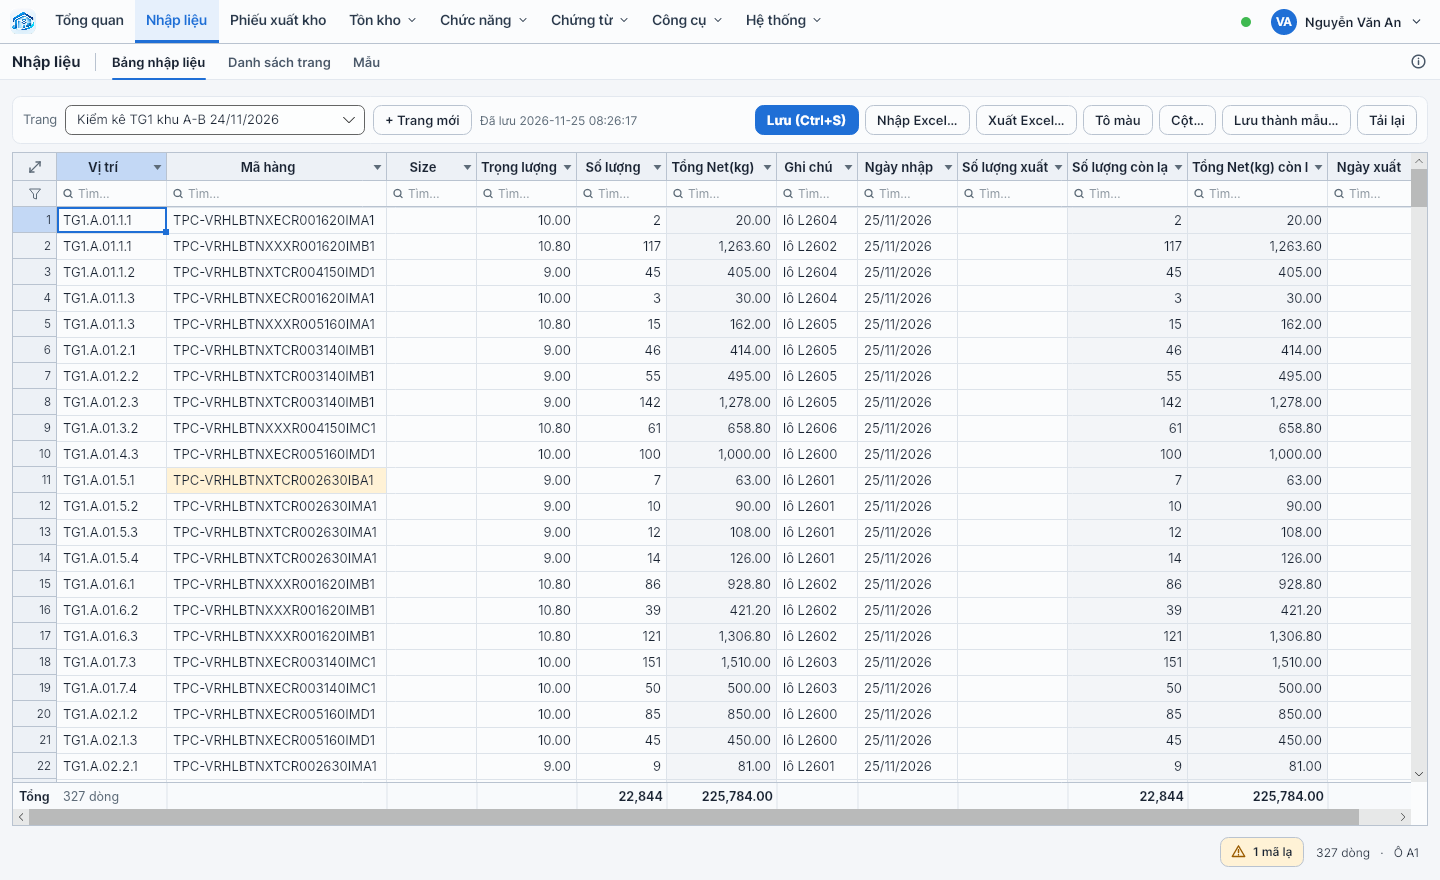 Tổng quan Nhập liệu Phiếu xuất kho Tồn kho Chức năng Chứng từ Công cụ Hệ thống VA Nguyễn Văn An
Nhập liệu Bảng nhập liệu Danh sách trang Mẫu
Trang Kiểm kê TG1 khu A-B 24/11/2026 + Trang mới Đã lưu 2026-11-25 08:26:17 Lưu (Ctrl+S) Nhập Excel... Xuất Excel... Tô màu Cột... Lưu thành mẫu... Tải lại
Vị trí Mã hàng Size Trọng lượng Số lượng Tổng Net(kg) Ghi chú Ngày nhập Số lượng xuất Số lượng còn lạ Tổng Net(kg) còn l Ngày xuất
Tìm... Tìm... Tìm... Tìm... Tìm... Tìm... Tìm... Tìm... Tìm... Tìm... Tìm... Tìm...
1 TG1.A.01.1.1 TPC-VRHLBTNXECR001620IMA1 10.00 2 20.00 lô L2604 25/11/2026 2 20.00
2 TG1.A.01.1.1 TPC-VRHLBTNXXXR001620IMB1 10.80 117 1,263.60 lô L2602 25/11/2026 117 1,263.60
3 TG1.A.01.1.2 TPC-VRHLBTNXTCR004150IMD1 9.00 45 405.00 lô L2604 25/11/2026 45 405.00
4 TG1.A.01.1.3 TPC-VRHLBTNXECR001620IMA1 10.00 3 30.00 lô L2604 25/11/2026 3 30.00
5 TG1.A.01.1.3 TPC-VRHLBTNXXXR005160IMA1 10.80 15 162.00 lô L2605 25/11/2026 15 162.00
6 TG1.A.01.2.1 TPC-VRHLBTNXTCR003140IMB1 9.00 46 414.00 lô L2605 25/11/2026 46 414.00
7 TG1.A.01.2.2 TPC-VRHLBTNXTCR003140IMB1 9.00 55 495.00 lô L2605 25/11/2026 55 495.00
8 TG1.A.01.2.3 TPC-VRHLBTNXTCR003140IMB1 9.00 142 1,278.00 lô L2605 25/11/2026 142 1,278.00
9 TG1.A.01.3.2 TPC-VRHLBTNXXXR004150IMC1 10.80 61 658.80 lô L2606 25/11/2026 61 658.80
10 TG1.A.01.4.3 TPC-VRHLBTNXECR005160IMD1 10.00 100 1,000.00 lô L2600 25/11/2026 100 1,000.00
11 TG1.A.01.5.1 TPC-VRHLBTNXTCR002630IBA1 9.00 7 63.00 lô L2601 25/11/2026 7 63.00
12 TG1.A.01.5.2 TPC-VRHLBTNXTCR002630IMA1 9.00 10 90.00 lô L2601 25/11/2026 10 90.00
13 TG1.A.01.5.3 TPC-VRHLBTNXTCR002630IMA1 9.00 12 108.00 lô L2601 25/11/2026 12 108.00
14 TG1.A.01.5.4 TPC-VRHLBTNXTCR002630IMA1 9.00 14 126.00 lô L2601 25/11/2026 14 126.00
15 TG1.A.01.6.1 TPC-VRHLBTNXXXR001620IMB1 10.80 86 928.80 lô L2602 25/11/2026 86 928.80
16 TG1.A.01.6.2 TPC-VRHLBTNXXXR001620IMB1 10.80 39 421.20 lô L2602 25/11/2026 39 421.20
17 TG1.A.01.6.3 TPC-VRHLBTNXXXR001620IMB1 10.80 121 1,306.80 lô L2602 25/11/2026 121 1,306.80
18 TG1.A.01.7.3 TPC-VRHLBTNXECR003140IMC1 10.00 151 1,510.00 lô L2603 25/11/2026 151 1,510.00
19 TG1.A.01.7.4 TPC-VRHLBTNXECR003140IMC1 10.00 50 500.00 lô L2603 25/11/2026 50 500.00
20 TG1.A.02.1.2 TPC-VRHLBTNXECR005160IMD1 10.00 85 850.00 lô L2600 25/11/2026 85 850.00
21 TG1.A.02.1.3 TPC-VRHLBTNXECR005160IMD1 10.00 45 450.00 lô L2600 25/11/2026 45 450.00
22 TG1.A.02.2.1 TPC-VRHLBTNXTCR002630IMA1 9.00 9 81.00 lô L2601 25/11/2026 9 81.00
Tổng 327 dòng 22,844 225,784.00 22,844 225,784.00
1 mã lạ 327 dòng · Ô A1